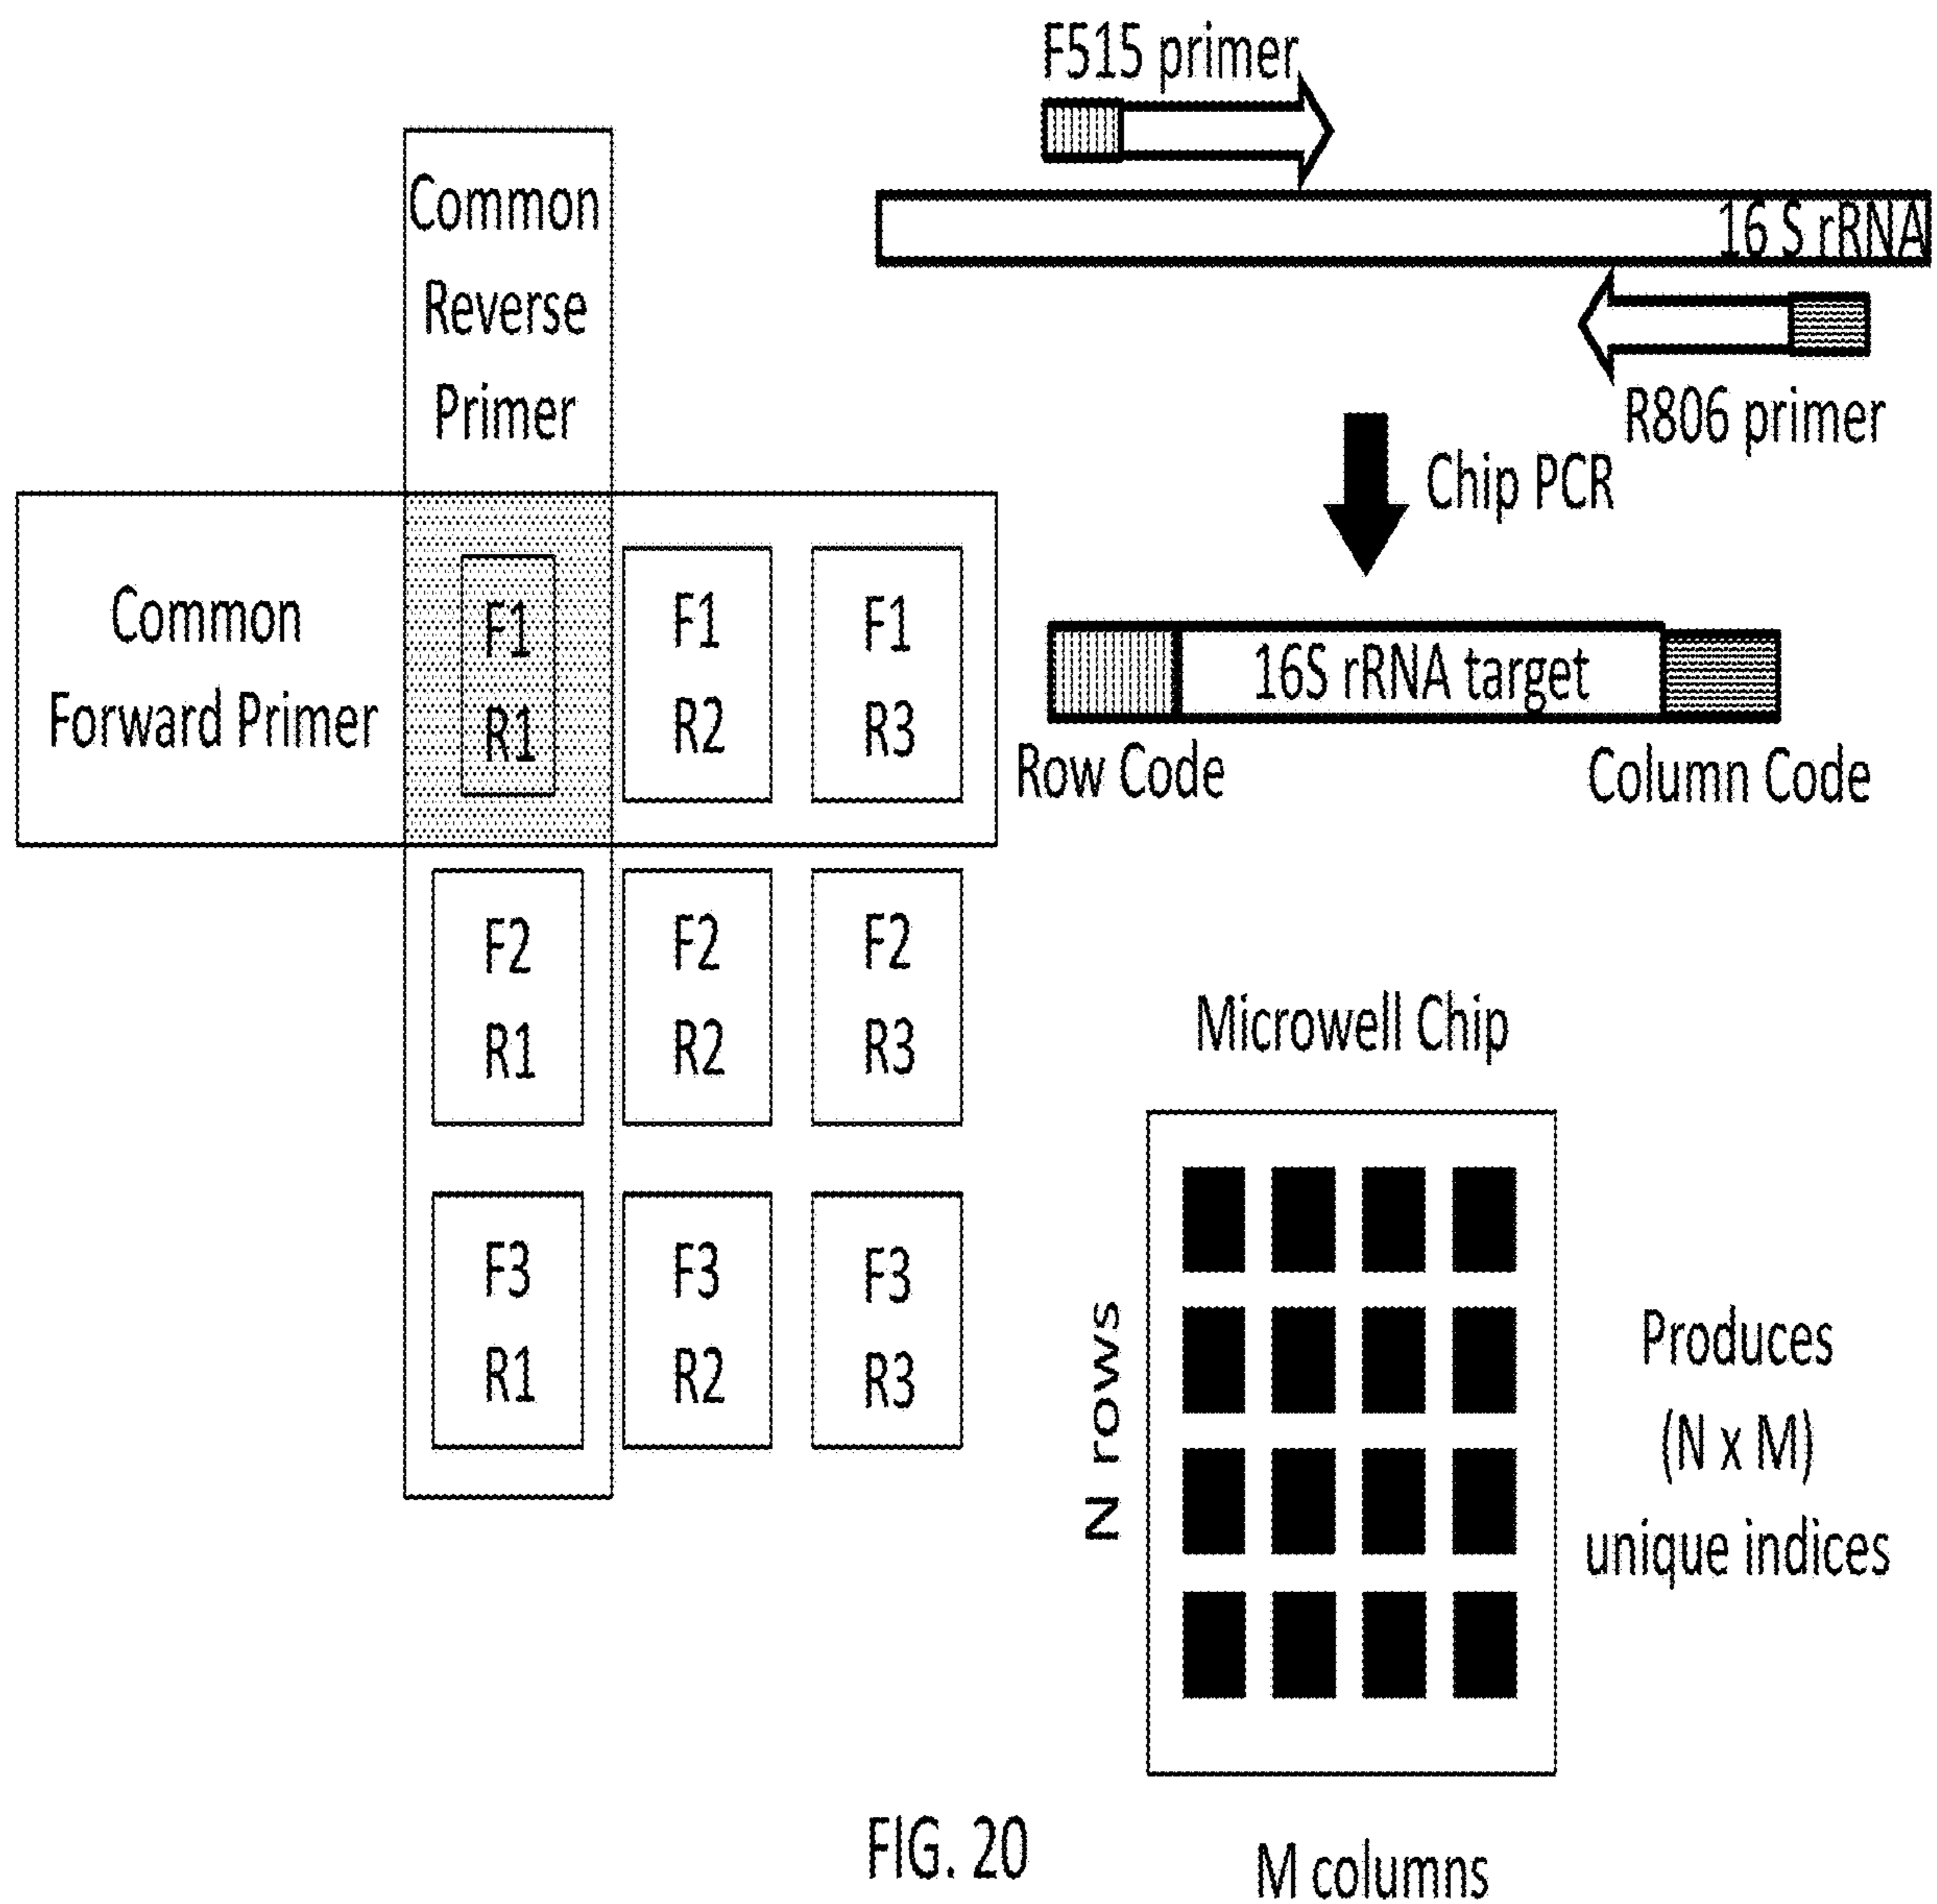 F515 primer
16 S rRNA
R806 primer
Chip PCR
16S rRNA target
Row Code
Column Code
Common
Reverse
Primer
Common
Forward Primer
F1
R1
F1
R2
F1
R3
F2
R1
F2
R2
F2
R3
F3
R1
F3
R2
F3
R3
Microwell Chip
N rows
M columns
Produces
(N x M)
unique indices
FIG. 20